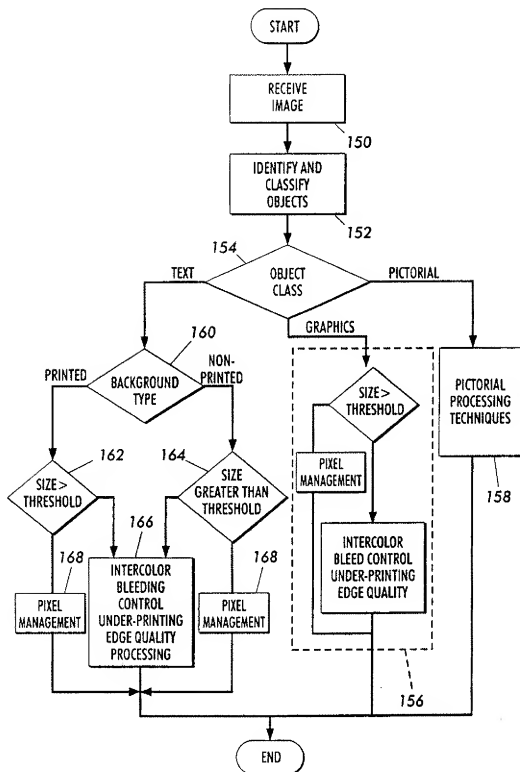 START
RECEIVE
IMAGE
150
IDENTIFY AND
CLASSIFY
OBJECTS
152
154
OBJECT
CLASS
TEXT
PICTORIAL
GRAPHICS
160
PRINTED
NON-
PRINTED
BACKGROUND
TYPE
SIZE>
THRESHOLD
PICTORIAL
PROCESSING
TECHNIQUES
158
162
SIZE>
THRESHOLD
164
SIZE
GREATER THAN
THRESHOLD
PIXEL
MANAGEMENT
166
168
INTERCOLOR
BLEEDING
CONTROL
UNDER-PRINTING
EDGE QUALITY
PROCESSING
168
PIXEL
MANAGEMENT
PIXEL
MANAGEMENT
INTERCOLOR
BLEED CONTROL
UNDER-PRINTING
EDGE QUALITY
156
END